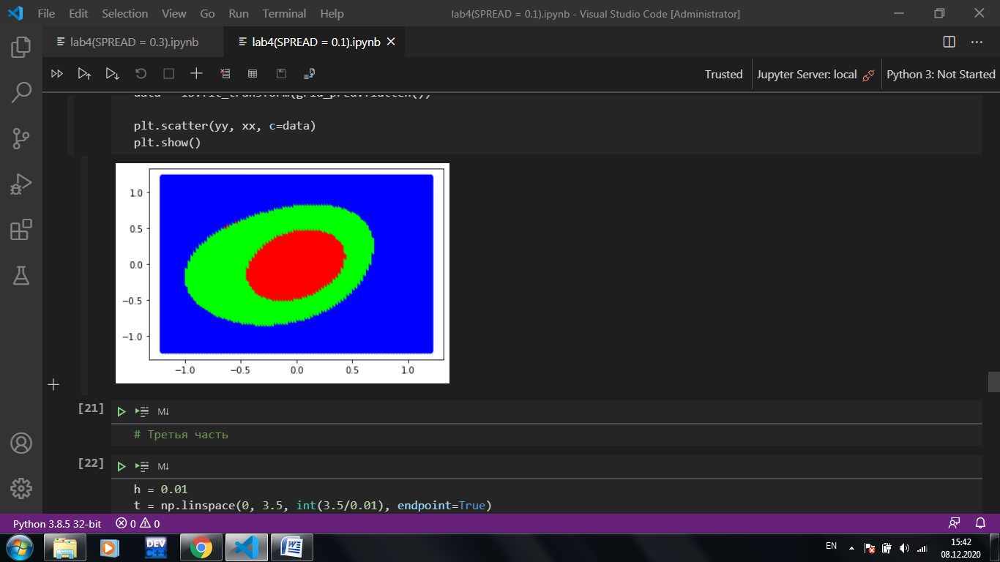 File Edit Selection View Go Run Terminal Help
lab4(SPREAD = 0.1).ipynb - Visual Studio Code [Administrator]
lab4(SPREAD = 0.3).ipynb
lab4(SPREAD = 0.1).ipynb
Trusted
Jupyter Server: local
Python 3: Not Started
plt.scatter(yy, xx, c=data)
plt.show()
1.0
0.5
0.0
−0.5
−1.0
−1.0 −0.5 0.0 0.5 1.0
[21]
M↓
# Третья часть
[22]
M↓
h = 0.01
t = np.linspace(0, 3.5, int(3.5/0.01), endpoint=True)
Python 3.8.5 32-bit
0 0
DEV
C++
W
EN
15:42
08.12.2020